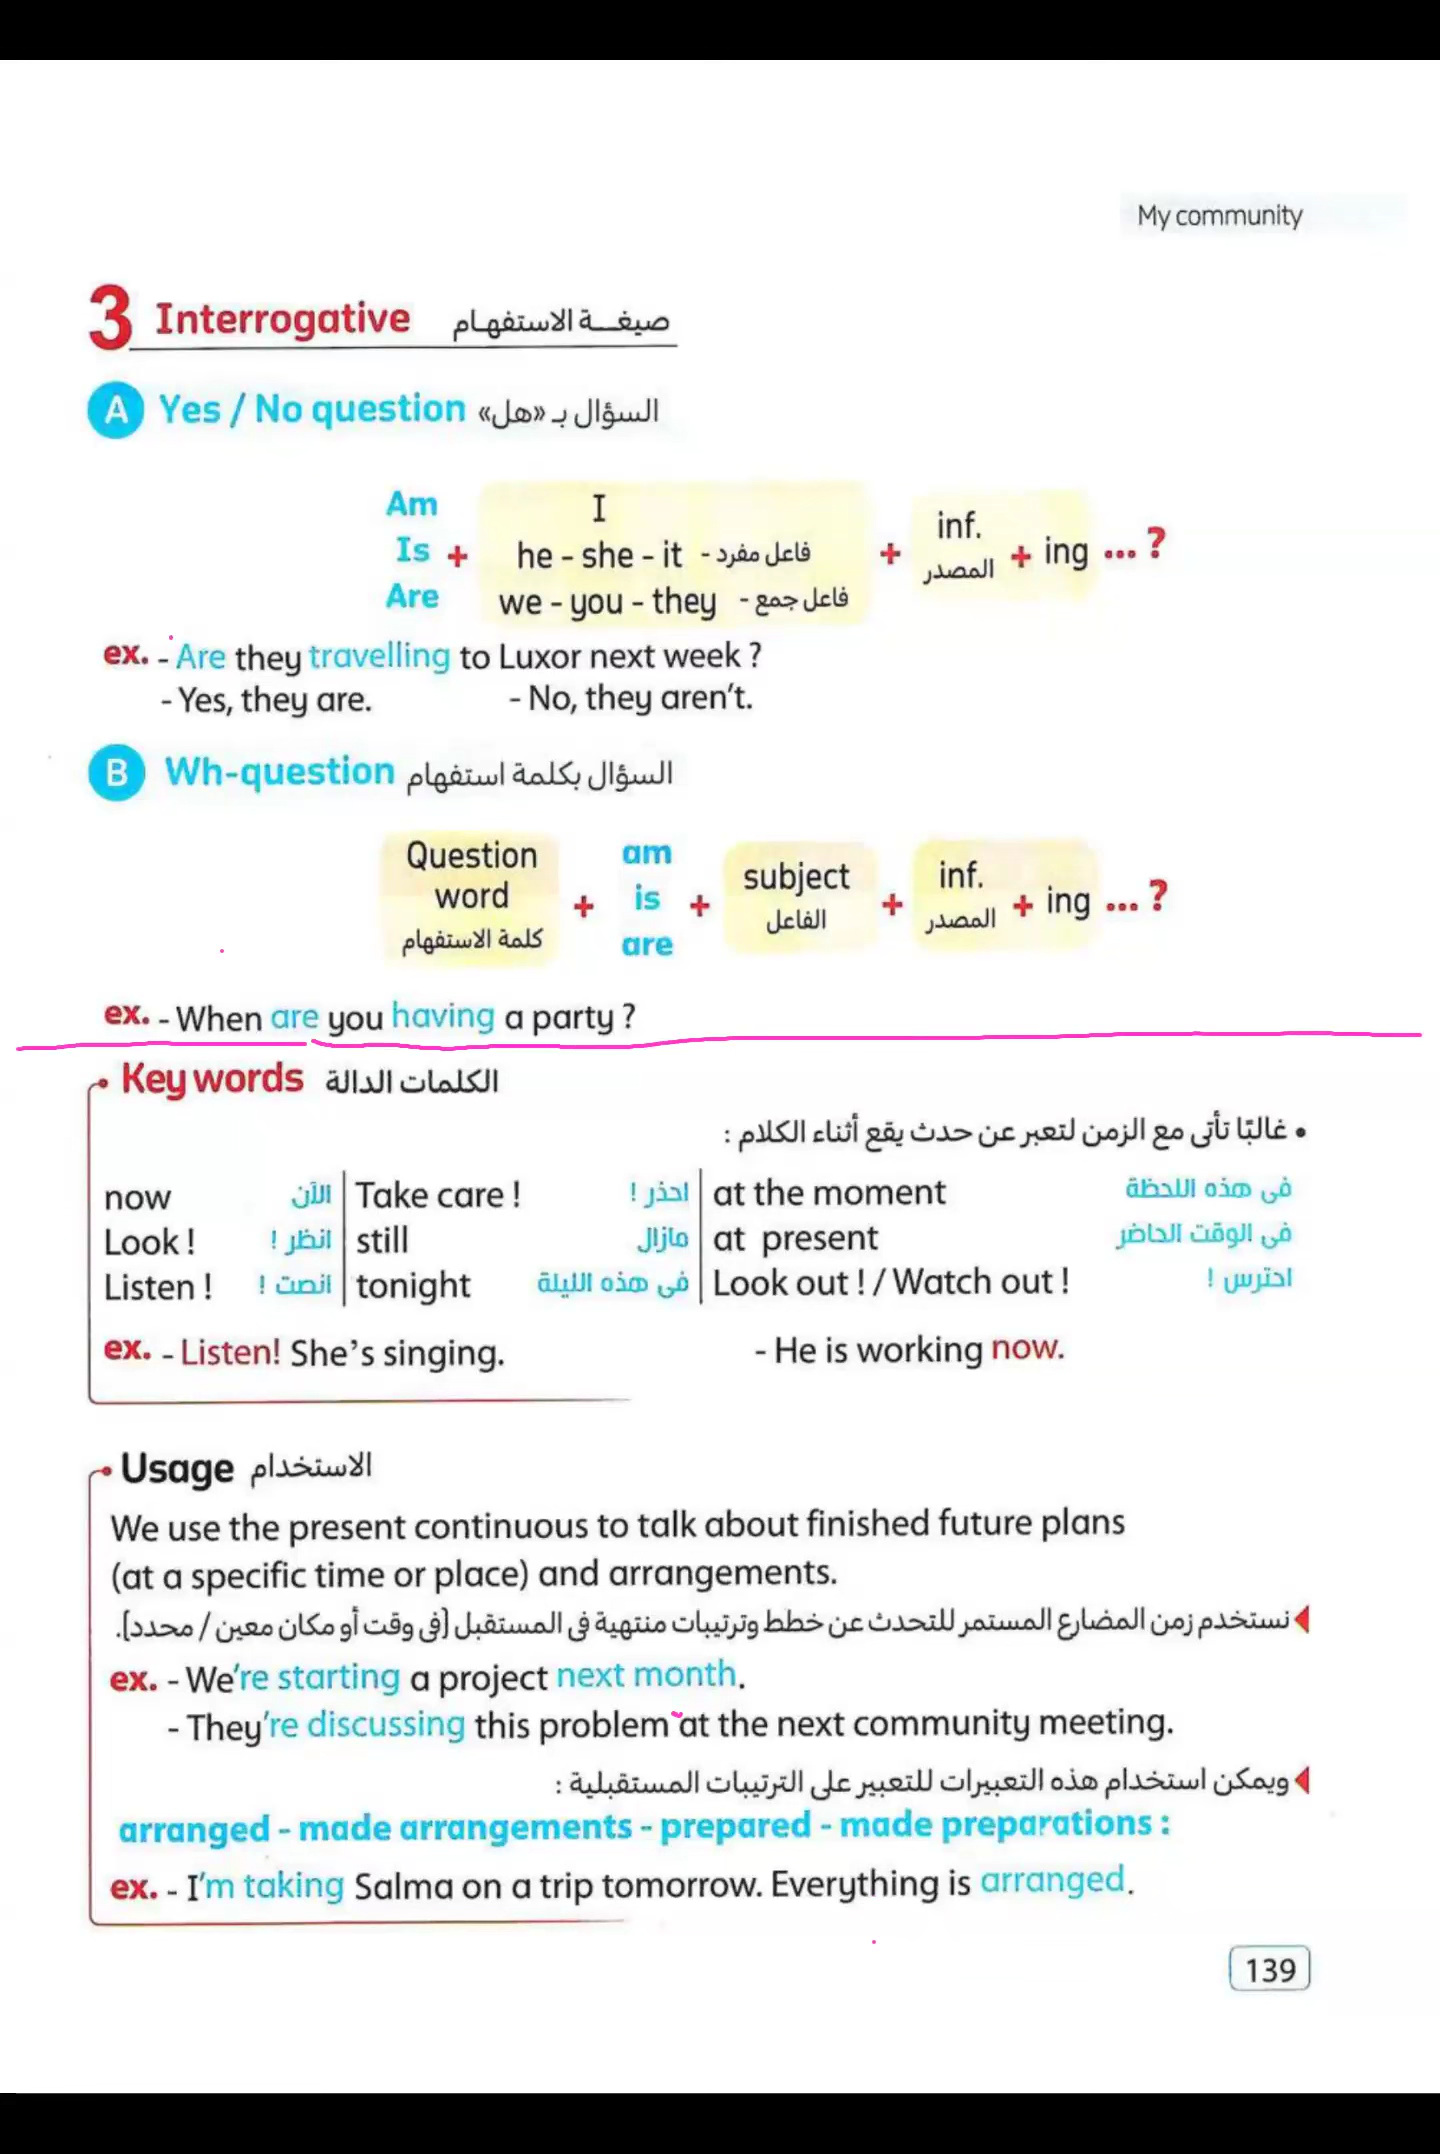 My community
3 Interrogative صيغة الاستفهام
A Yes / No question السؤال بـ «هل»
Am
Is
Are
+
I
he - she - it - فاعل مفرد
we - you - they - فاعل جمع
+
inf.
المصدر
+ ing ... ?
ex. - Are they travelling to Luxor next week ?
- Yes, they are. - No, they aren't.
B Wh-question السؤال بكلمة استفهام
Question
word
كلمة الاستفهام
+
am
is
are
+
subject
الفاعل
+
inf.
المصدر
+ ing ... ?
ex. - When are you having a party ?
Key words الكلمات الدالة
• غالبًا تأتى مع الزمن لتعبر عن حدث يقع أثناء الكلام :
now الآن Take care ! احذر ! at the moment فى هذه اللحظة
Look ! انظر ! still مازال at present فى الوقت الحاضر
Listen ! انصت ! tonight فى هذه الليلة Look out ! / Watch out ! احترس !
ex. - Listen! She's singing. - He is working now.
Usage الاستخدام
We use the present continuous to talk about finished future plans
(at a specific time or place) and arrangements.
نستخدم زمن المضارع المستمر للتحدث عن خطط وترتيبات منتهية فى المستقبل (فى وقت أو مكان معين / محدد).
ex. - We're starting a project next month.
- They're discussing this problem at the next community meeting.
ويمكن استخدام هذه التعبيرات للتعبير على الترتيبات المستقبلية :
arranged - made arrangements - prepared - made preparations :
ex. - I'm taking Salma on a trip tomorrow. Everything is arranged.
139